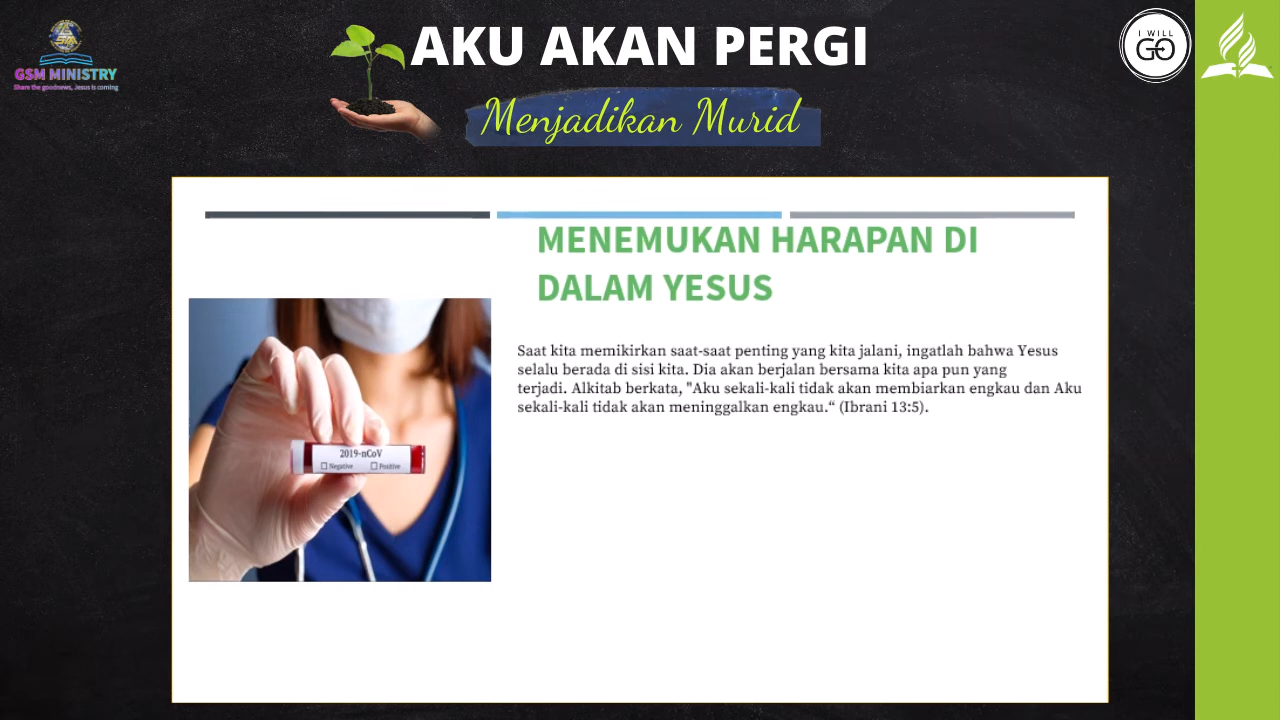 GSM MINISTRY
Share the goodnews, Jesus is coming
AKU AKAN PERGI
Menjadikan Murid
I WILL
GO
MENEMUKAN HARAPAN DI
DALAM YESUS
Saat kita memikirkan saat-saat penting yang kita jalani, ingatlah bahwa Yesus
selalu berada di sisi kita. Dia akan berjalan bersama kita apa pun yang
terjadi. Alkitab berkata, "Aku sekali-kali tidak akan membiarkan engkau dan Aku
sekali-kali tidak akan meninggalkan engkau.“ (Ibrani 13:5).
2019-nCoV
☐ Negative ☐ Positive